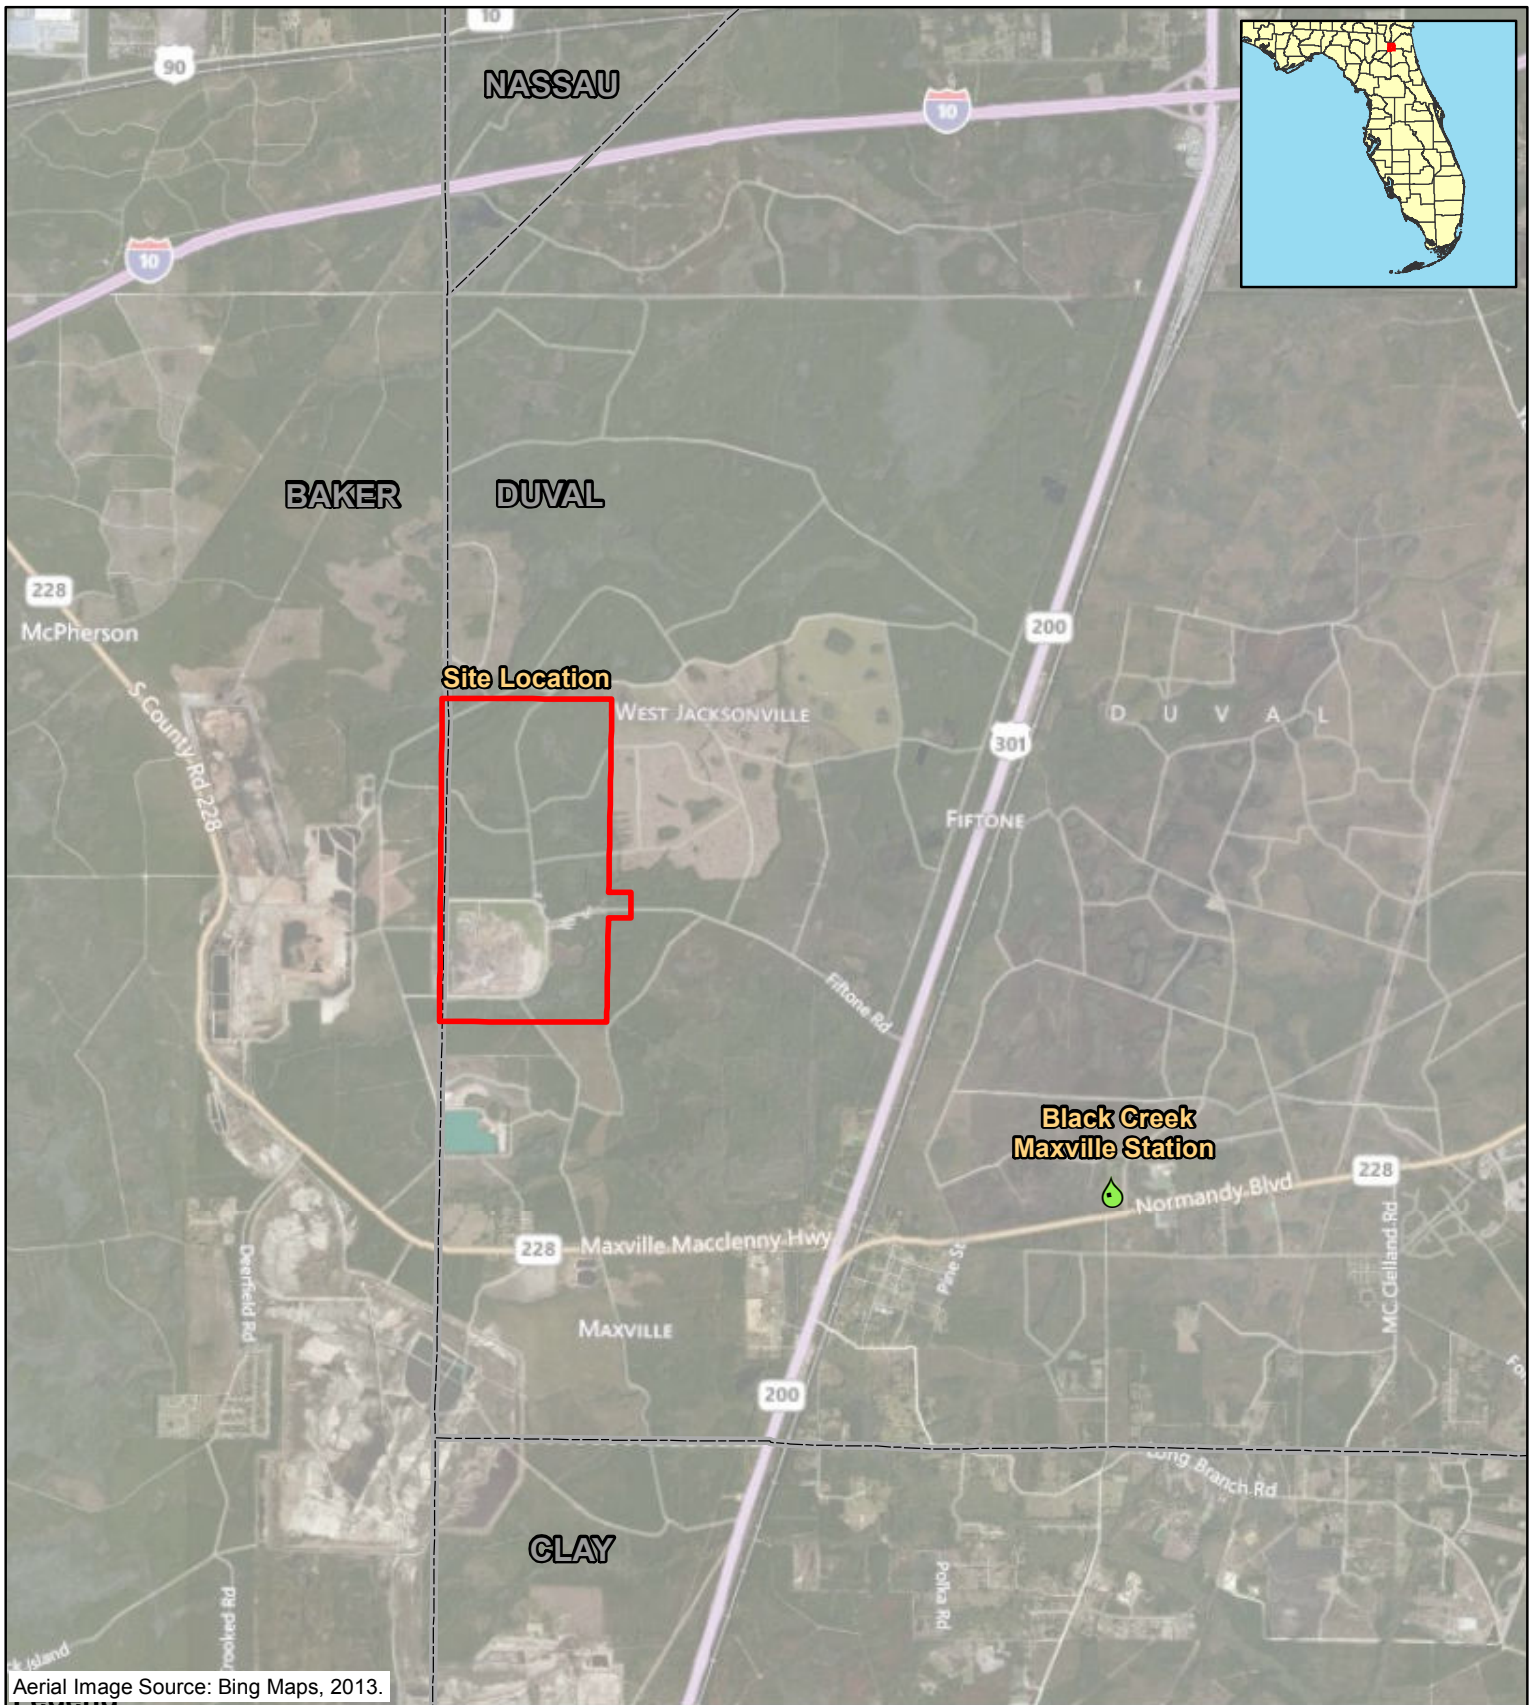 10
90
NASSAU
10
10
BAKER
DUVAL
228
McPherson
200
S County Rd 228
Site Location
WEST JACKSONVILLE
DUVAL
301
FIFTONE
Fiftone Rd
Black Creek
Maxville Station
228
Normandy Blvd
228
Maxville Macclenny Hwy
Pine St
MC Clelland Rd
Deerfield Rd
MAXVILLE
200
Long Branch Rd
CLAY
Polka Rd
Aerial Image Source: Bing Maps, 2013.